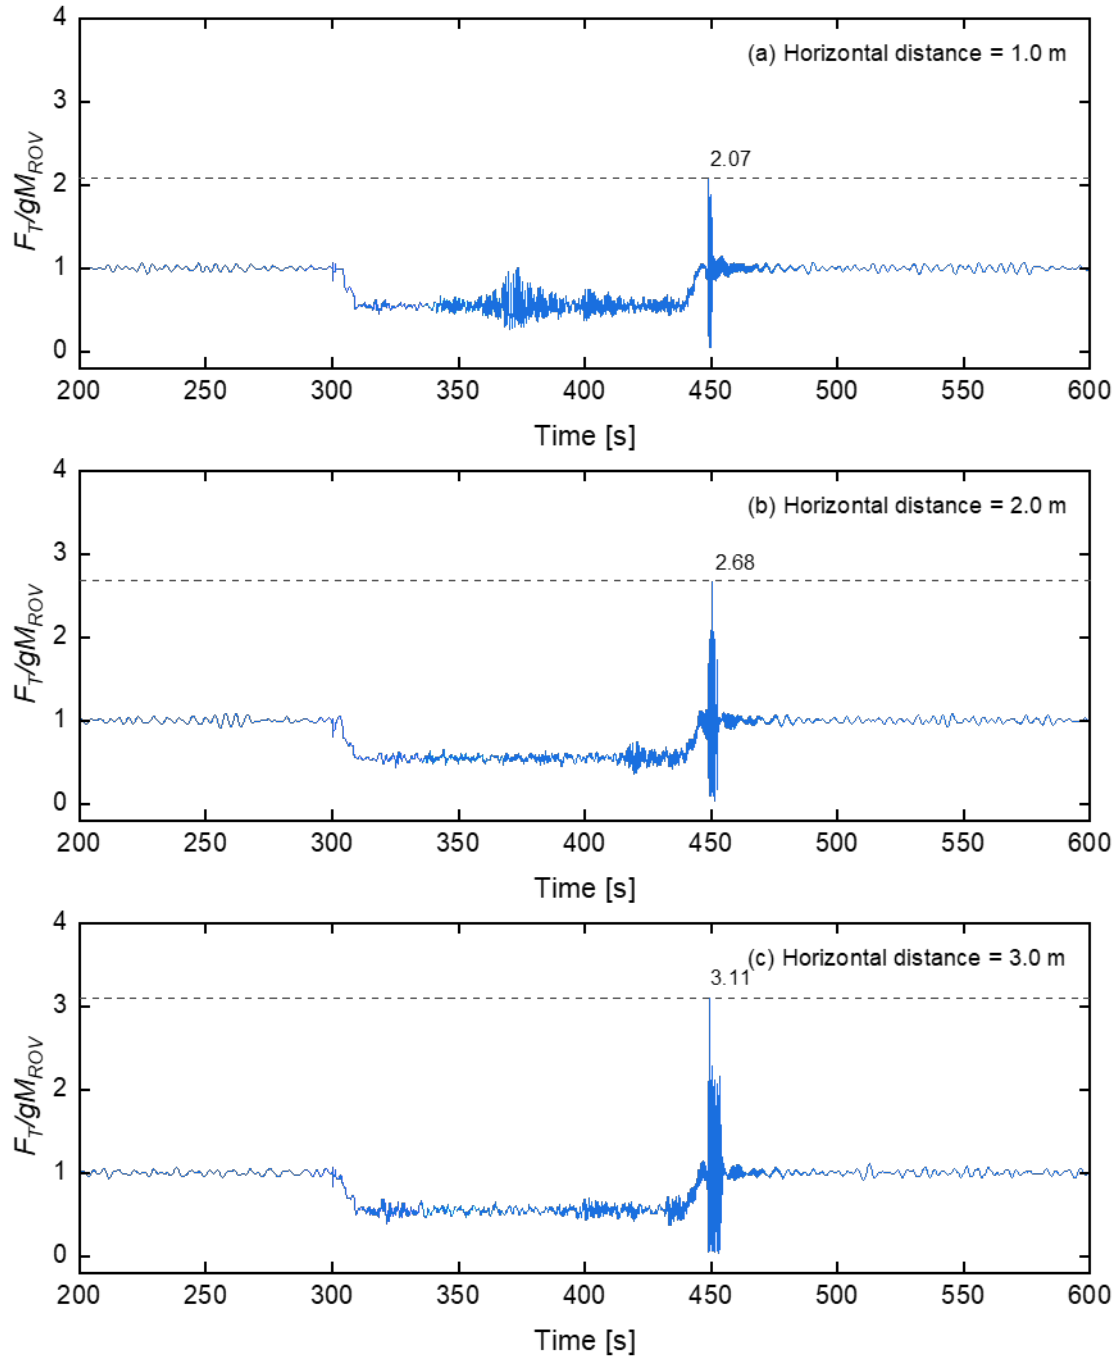 (a) Horizontal distance = 1.0 m
4
3
2
1
0
2.07
F_T/gM_ROV
200 250 300 350 400 450 500 550 600
Time [s]
(b) Horizontal distance = 2.0 m
4
3
2
1
0
2.68
F_T/gM_ROV
200 250 300 350 400 450 500 550 600
Time [s]
(c) Horizontal distance = 3.0 m
4
3
2
1
0
3.11
F_T/gM_ROV
200 250 300 350 400 450 500 550 600
Time [s]